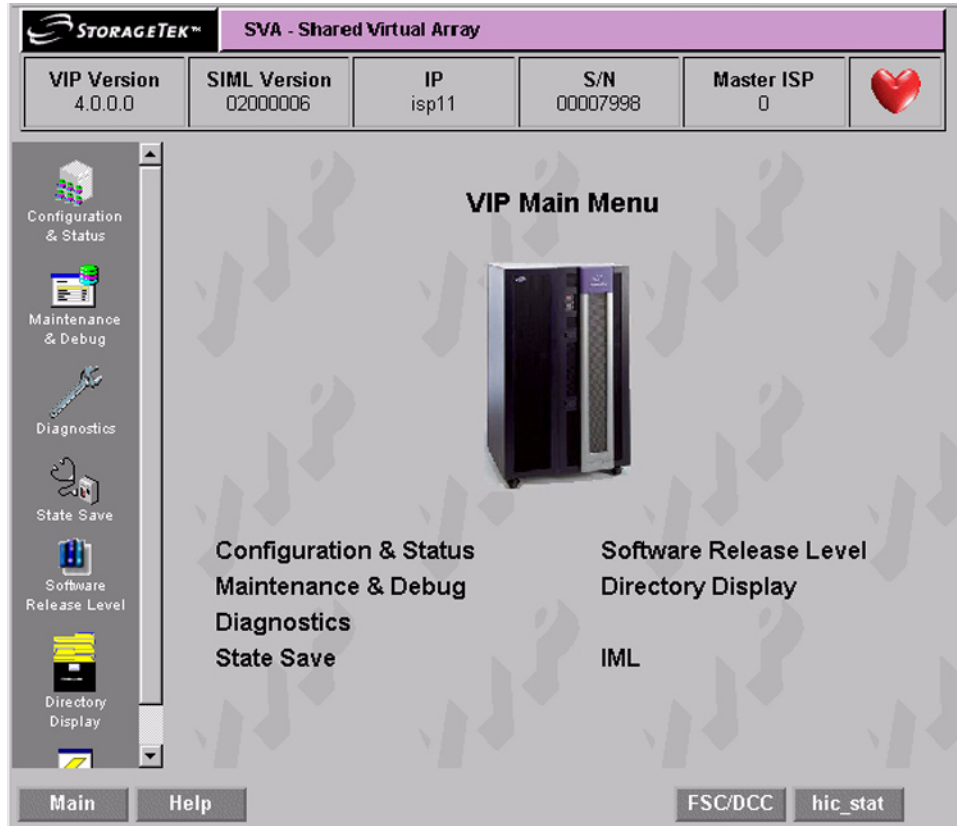 STORAGETEK™
SVA - Shared Virtual Array
VIP Version
4.0.0.0
SIML Version
02000006
IP
isp11
S/N
00007998
Master ISP
0
Configuration
& Status
Maintenance
& Debug
Diagnostics
State Save
Software
Release Level
Directory
Display
VIP Main Menu
Configuration & Status
Maintenance & Debug
Diagnostics
State Save
Software Release Level
Directory Display
IML
Main
Help
FSC/DCC
hic_stat